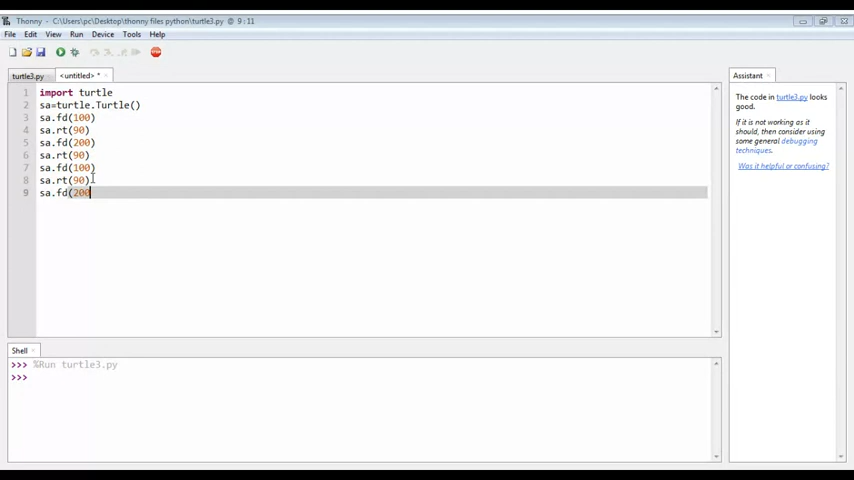 Thonny - C:\Users\pc\Desktop\thonny files python\turtle3.py @ 9:11
File Edit View Run Device Tools Help
turtle3.py
<untitled> *
Assistant
1 import turtle
2 sa=turtle.Turtle()
3 sa.fd(100)
4 sa.rt(90)
5 sa.fd(200)
6 sa.rt(90)
7 sa.fd(100)
8 sa.rt(90)
9 sa.fd(200
The code in turtle3.py looks
good.
If it is not working as it
should, then consider using
some general debugging
techniques.
Was it helpful or confusing?
Shell
>>> %Run turtle3.py
>>>